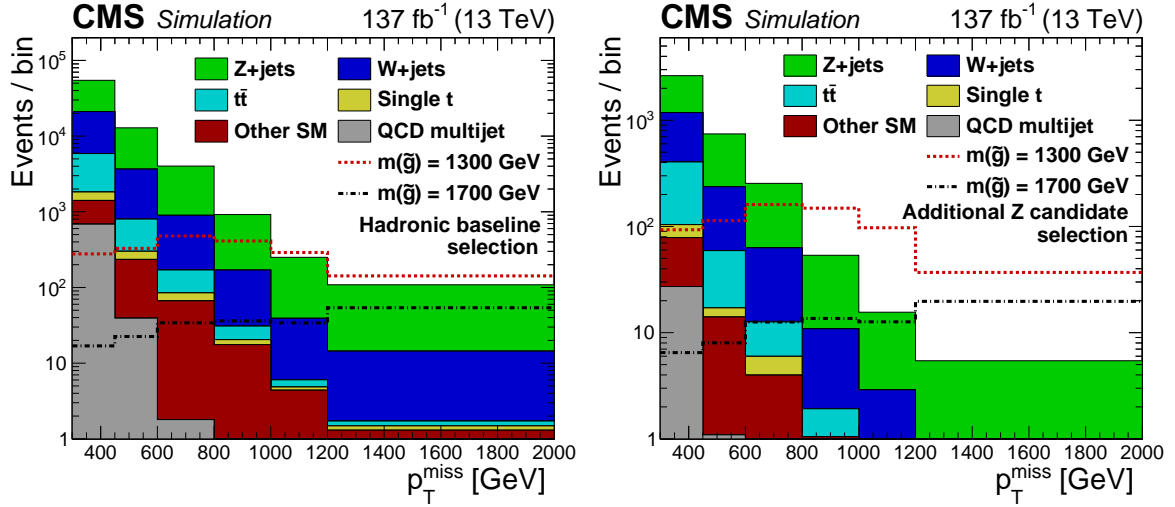 CMS Simulation 137 fb⁻¹ (13 TeV)
Events / bin
10⁵
10⁴
10³
10²
10
1
Z+jets W+jets
tt̄ Single t
Other SM QCD multijet
m(g̃) = 1300 GeV
m(g̃) = 1700 GeV
Hadronic baseline
selection
400 600 800 1000 1200 1400 1600 1800 2000
p_T^miss [GeV]
CMS Simulation 137 fb⁻¹ (13 TeV)
Events / bin
10³
10²
10
1
Z+jets W+jets
tt̄ Single t
Other SM QCD multijet
m(g̃) = 1300 GeV
m(g̃) = 1700 GeV
Additional Z candidate
selection
400 600 800 1000 1200 1400 1600 1800 2000
p_T^miss [GeV]